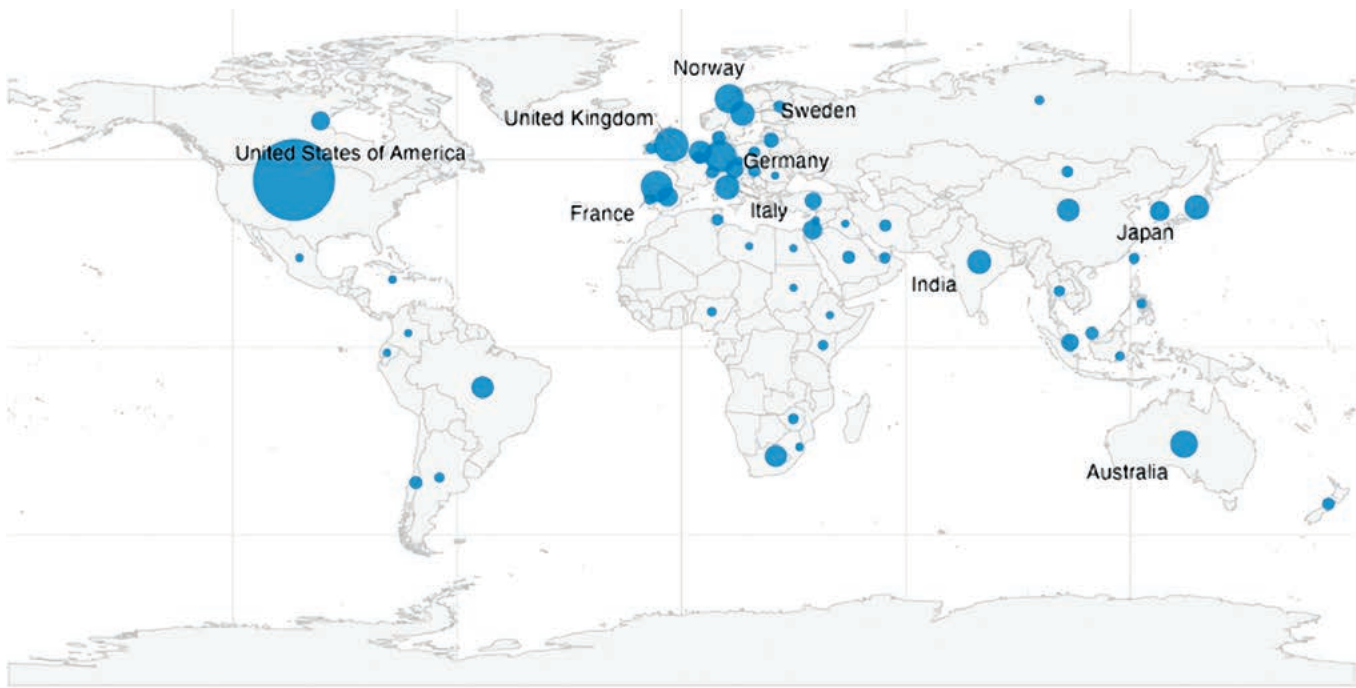 Norway
Sweden
United Kingdom
United States of America
Germany
France
Italy
Japan
India
Australia